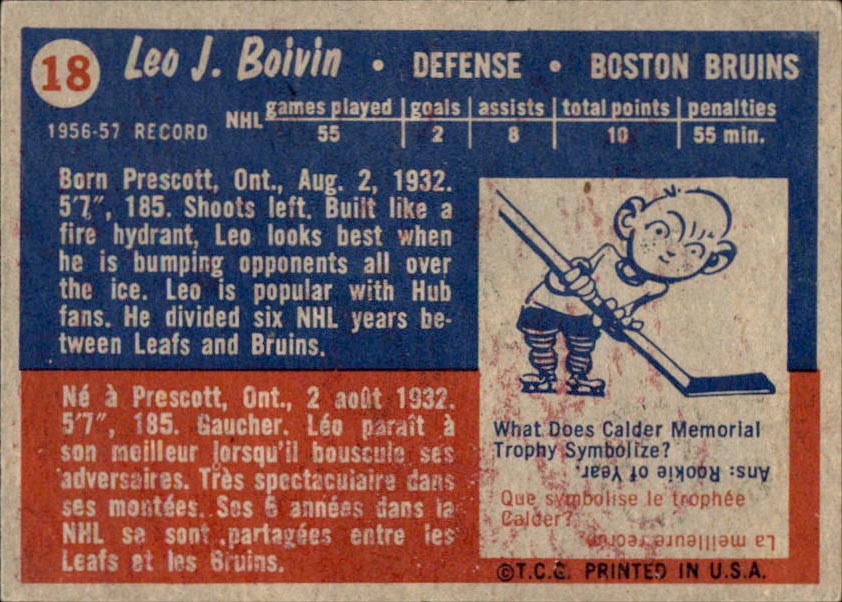 18 Leo J. Boivin • DEFENSE • BOSTON BRUINS
1956-57 RECORD NHL games played goals assists total points penalties
55 2 8 10 55 min.
Born Prescott, Ont., Aug. 2, 1932.
5'7", 185. Shoots left. Built like a
fire hydrant, Leo looks best when
he is bumping opponents all over
the ice. Leo is popular with Hub
fans. He divided six NHL years be-
tween Leafs and Bruins.
Né à Prescott, Ont., 2 août 1932.
5'7", 185. Gaucher. Léo paraît à
son meilleur lorsqu'il bouscule ses
adversaires. Très spectaculaire dans
ses montées. Ses 6 années dans la
NHL se sont partagées entre les
Leafs et les Bruins.
What Does Calder Memorial
Trophy Symbolize?
Ans: Rookie of Year.
Que symbolise le trophée
Calder?
La meilleure recrue.
©T.C.G. PRINTED IN U.S.A.